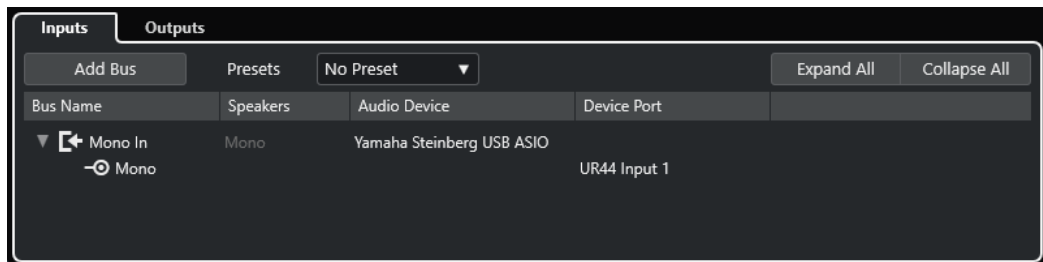 Inputs Outputs
Add Bus Presets No Preset Expand All Collapse All
Bus Name Speakers Audio Device Device Port
Mono In Mono Yamaha Steinberg USB ASIO
Mono UR44 Input 1